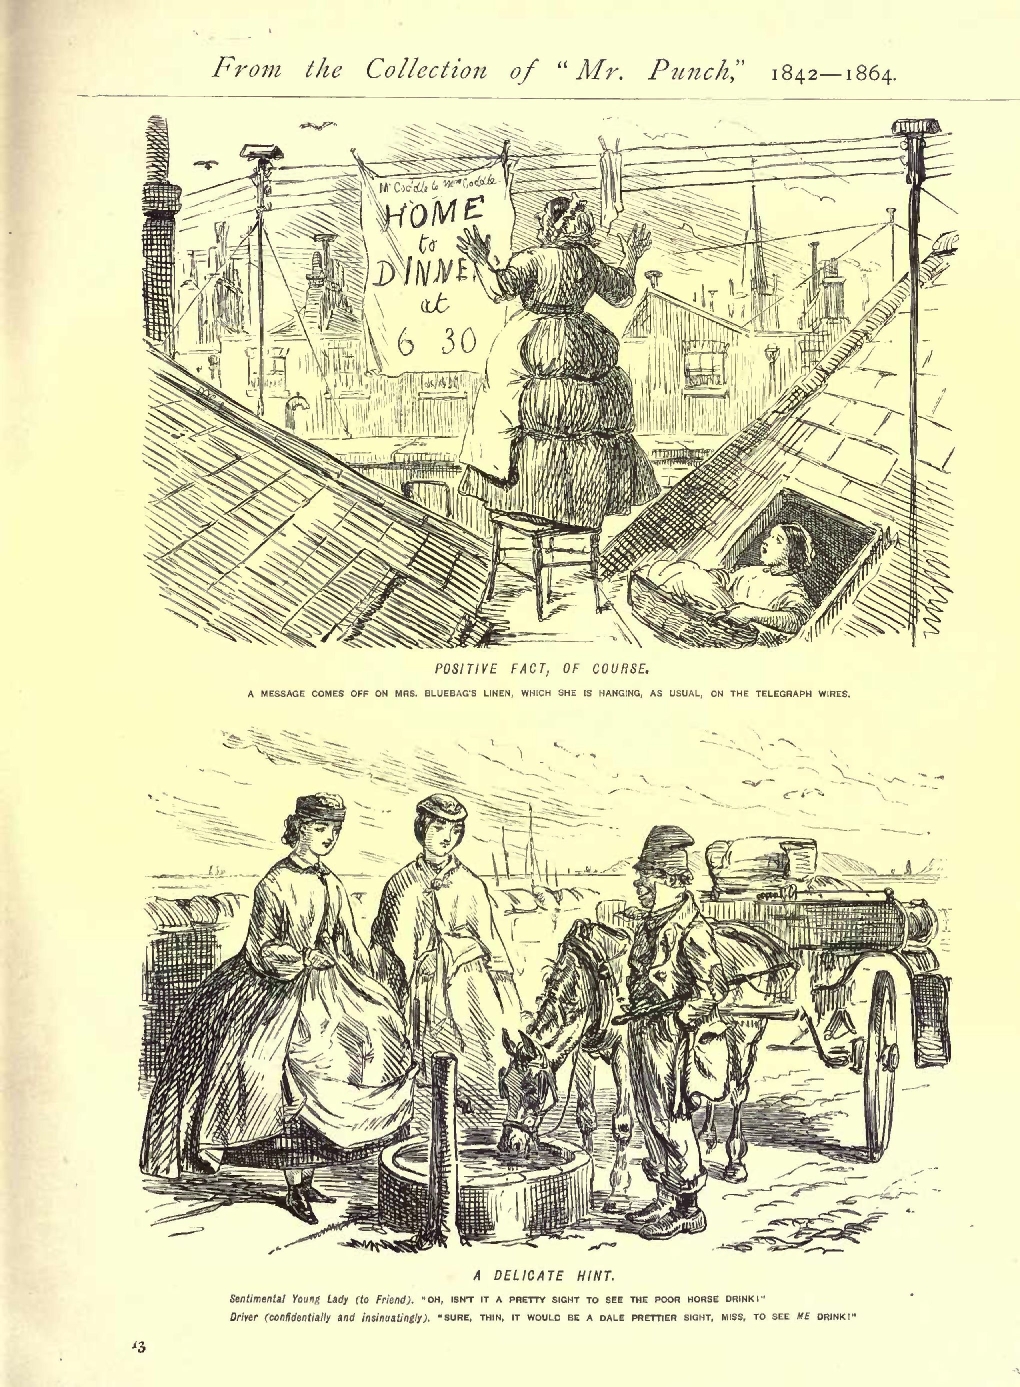 From the Collection of "Mr. Punch," 1842—1864.
Mr Coddle to Mrs Coddle
HOME
to
DINNE
at
6 30
POSITIVE FACT, OF COURSE.
A MESSAGE COMES OFF ON MRS. BLUEBAG'S LINEN, WHICH SHE IS HANGING, AS USUAL, ON THE TELEGRAPH WIRES.
A DELICATE HINT.
Sentimental Young Lady (to Friend). "OH, ISN'T IT A PRETTY SIGHT TO SEE THE POOR HORSE DRINK!"
Driver (confidentially and insinuatingly). "SURE, THIN, IT WOULD BE A DALE PRETTIER SIGHT, MISS, TO SEE ME DRINK!"
13